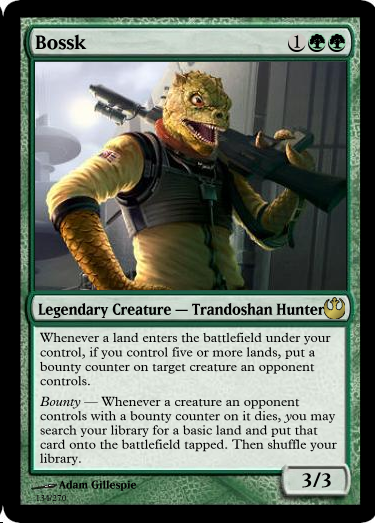 Bossk 1
Legendary Creature — Trandoshan Hunter
Whenever a land enters the battlefield under your
control, if you control five or more lands, put a
bounty counter on target creature an opponent
controls.
Bounty — Whenever a creature an opponent
controls with a bounty counter on it dies, you may
search your library for a basic land and put that
card onto the battlefield tapped. Then shuffle your
library.
3/3
Adam Gillespie
134/270